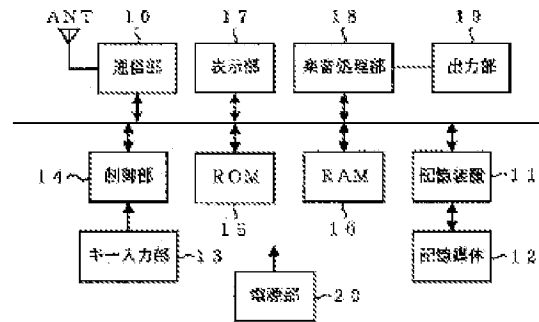 ANT
10
17
18
19
通信部
表示部
楽音処理部
出力部
制御部
ROM
RAM
記憶装置
14
15
16
11
キー入力部
13
記憶媒体
12
電源部
20